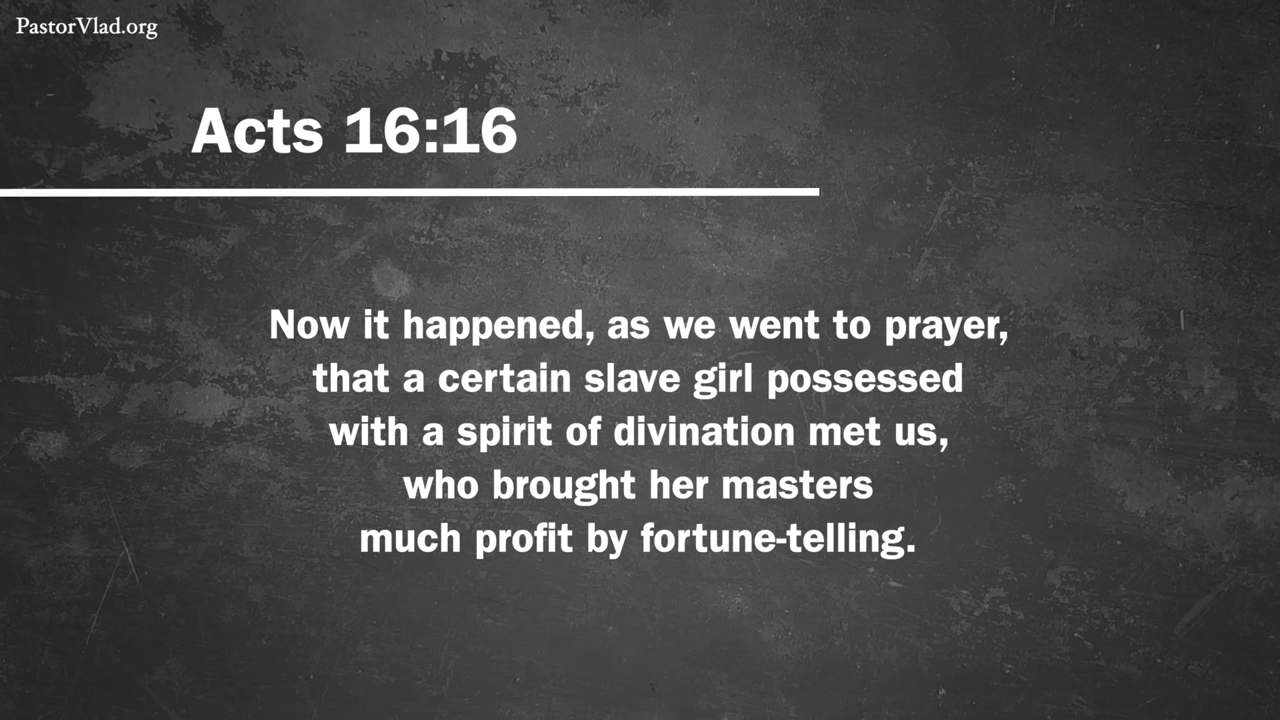 PastorVlad.org
Acts 16:16
Now it happened, as we went to prayer,
that a certain slave girl possessed
with a spirit of divination met us,
who brought her masters
much profit by fortune-telling.